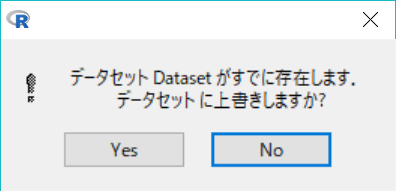 データセット Dataset がすでに存在します.
データセット に上書きしますか?
Yes
No